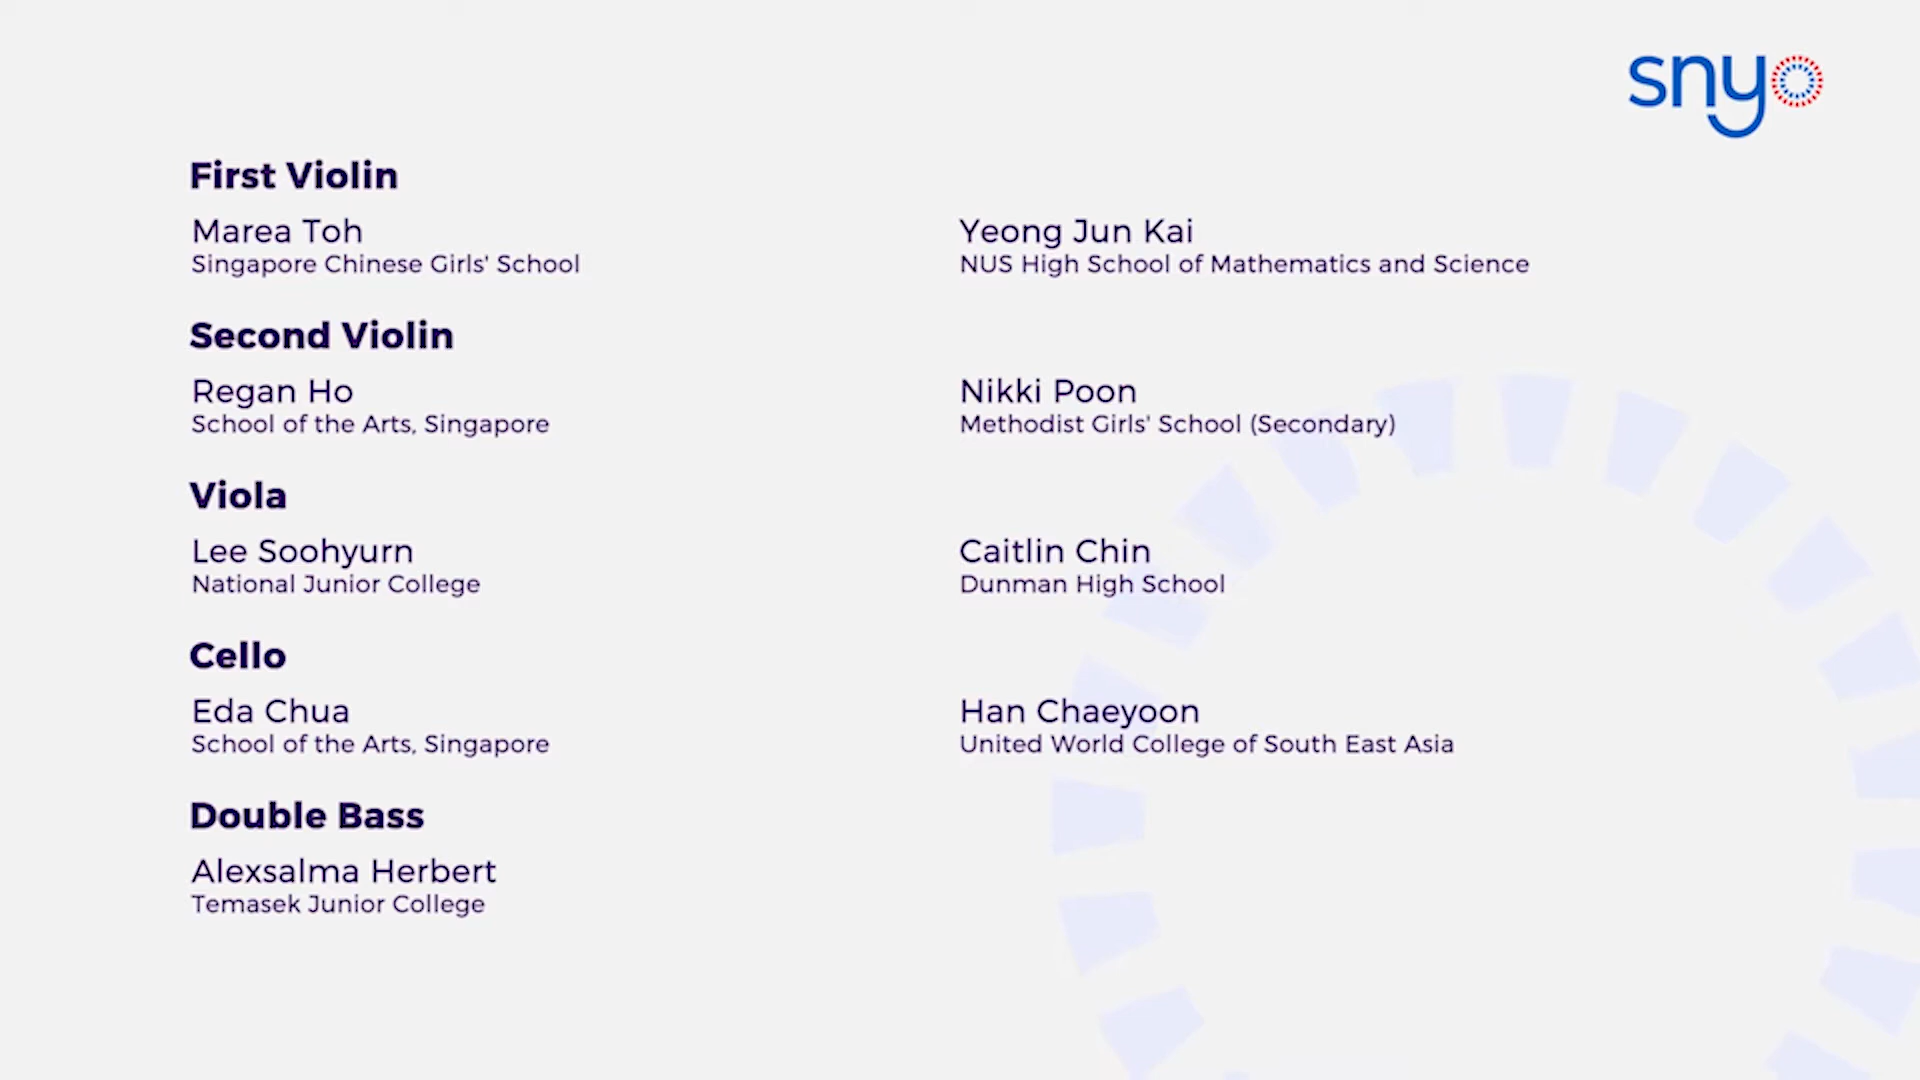 snyo
First Violin
Marea Toh
Singapore Chinese Girls' School
Yeong Jun Kai
NUS High School of Mathematics and Science
Second Violin
Regan Ho
School of the Arts, Singapore
Nikki Poon
Methodist Girls' School (Secondary)
Viola
Lee Soohyurn
National Junior College
Caitlin Chin
Dunman High School
Cello
Eda Chua
School of the Arts, Singapore
Han Chaeyoon
United World College of South East Asia
Double Bass
Alexsalma Herbert
Temasek Junior College